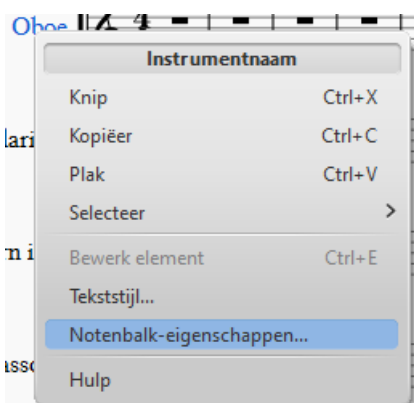 Oboe
Instrumentnaam
Knip Ctrl+X
Kopiëer Ctrl+C
Plak Ctrl+V
Selecteer >
Bewerk element Ctrl+E
Tekststijl...
Notenbalk-eigenschappen...
Hulp